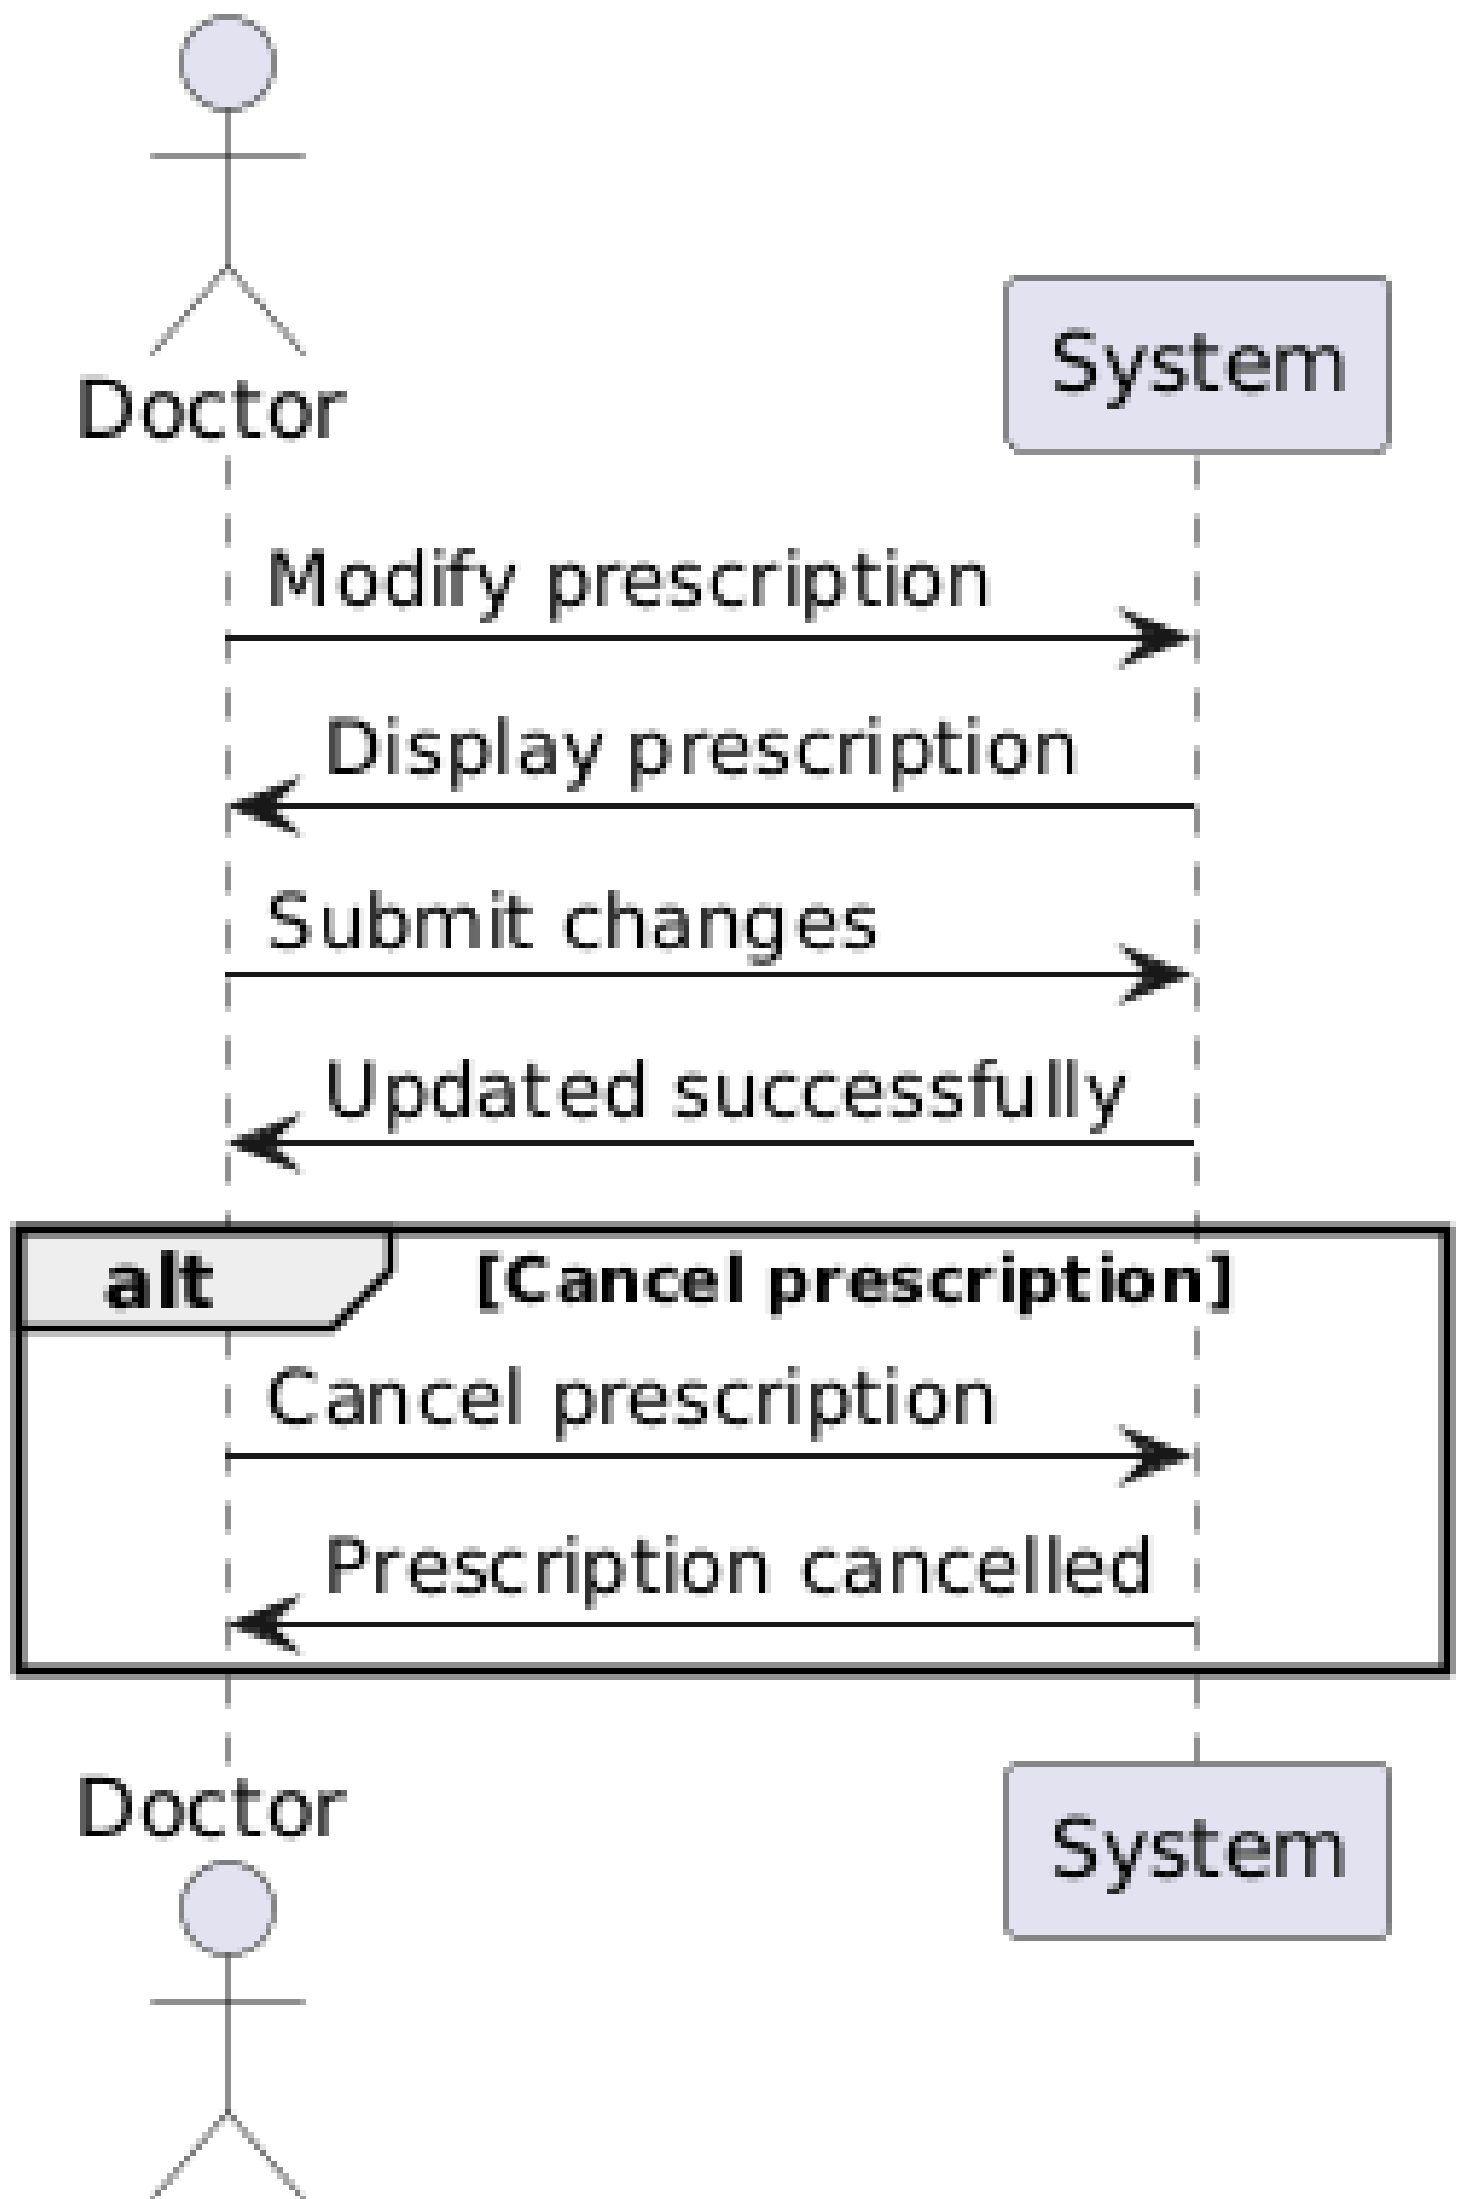 Doctor
System
Modify prescription
Display prescription
Submit changes
Updated successfully
alt [Cancel prescription]
Cancel prescription
Prescription cancelled
Doctor
System